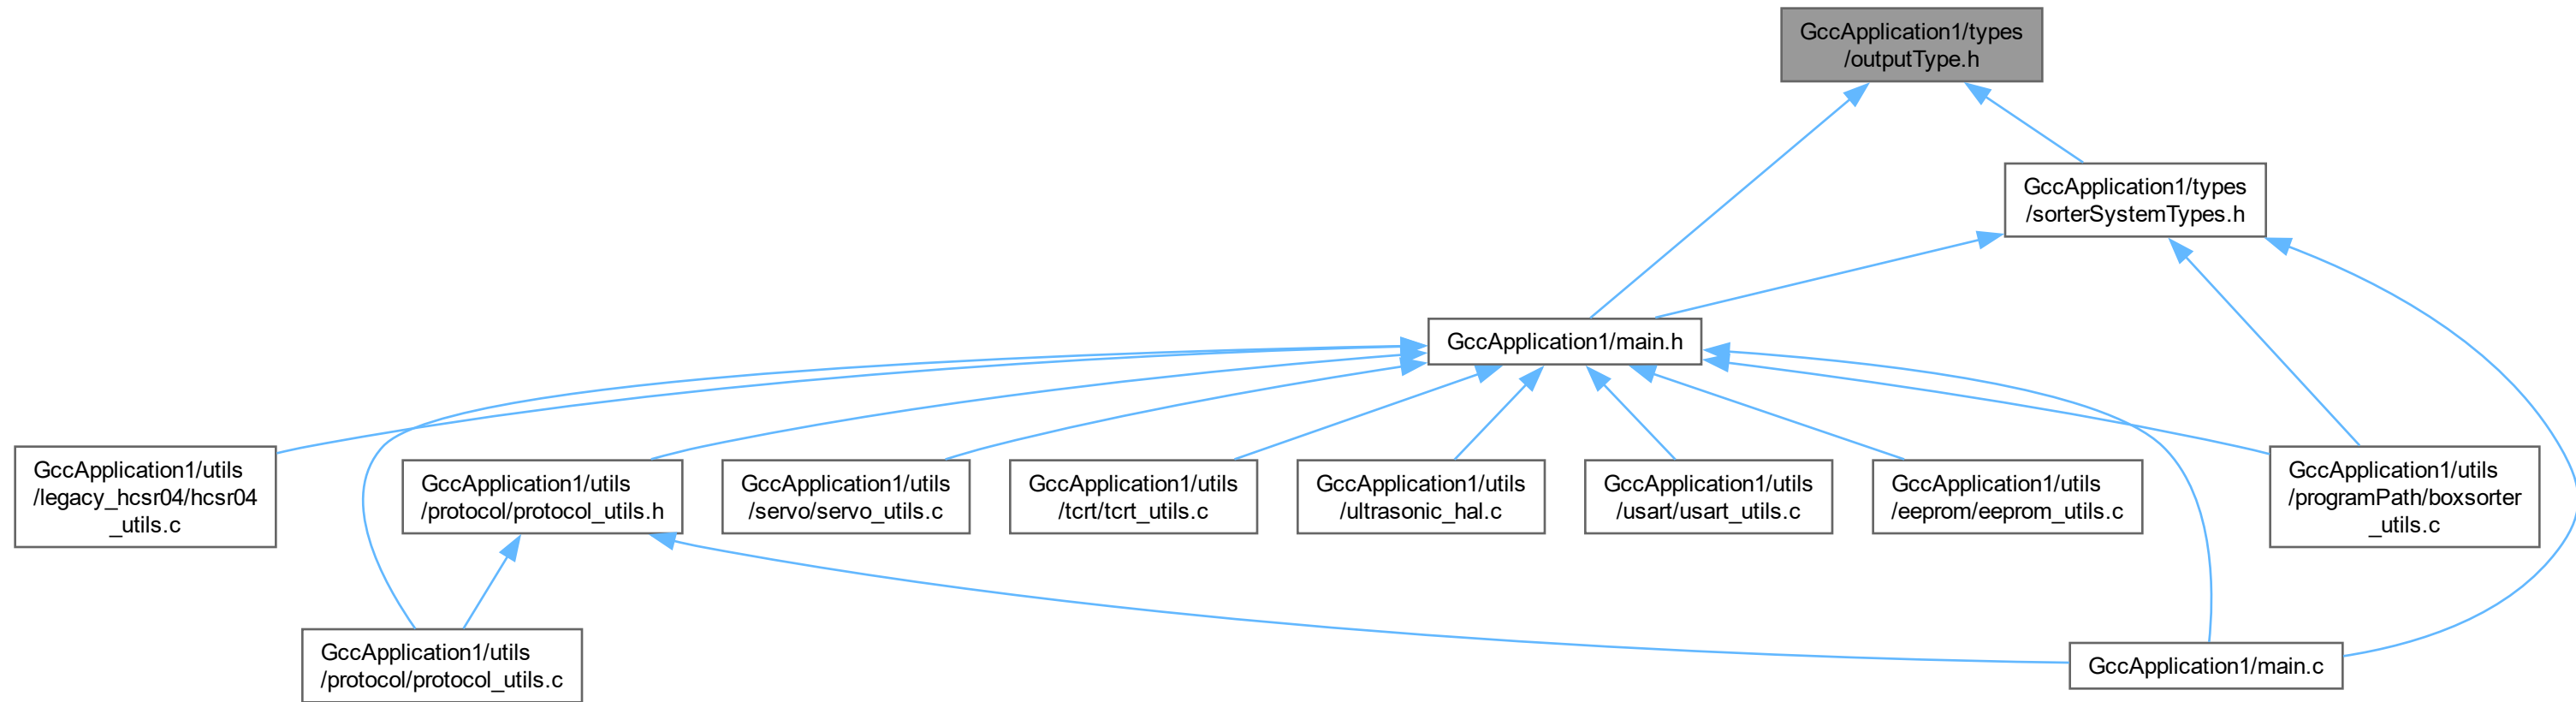 GccApplication1/types
/outputType.h
GccApplication1/types
/sorterSystemTypes.h
GccApplication1/main.h
GccApplication1/utils
/legacy_hcsr04/hcsr04
_utils.c
GccApplication1/utils
/protocol/protocol_utils.h
GccApplication1/utils
/servo/servo_utils.c
GccApplication1/utils
/tcrt/tcrt_utils.c
GccApplication1/utils
/ultrasonic_hal.c
GccApplication1/utils
/usart/usart_utils.c
GccApplication1/utils
/eeprom/eeprom_utils.c
GccApplication1/utils
/programPath/boxsorter
_utils.c
GccApplication1/utils
/protocol/protocol_utils.c
GccApplication1/main.c